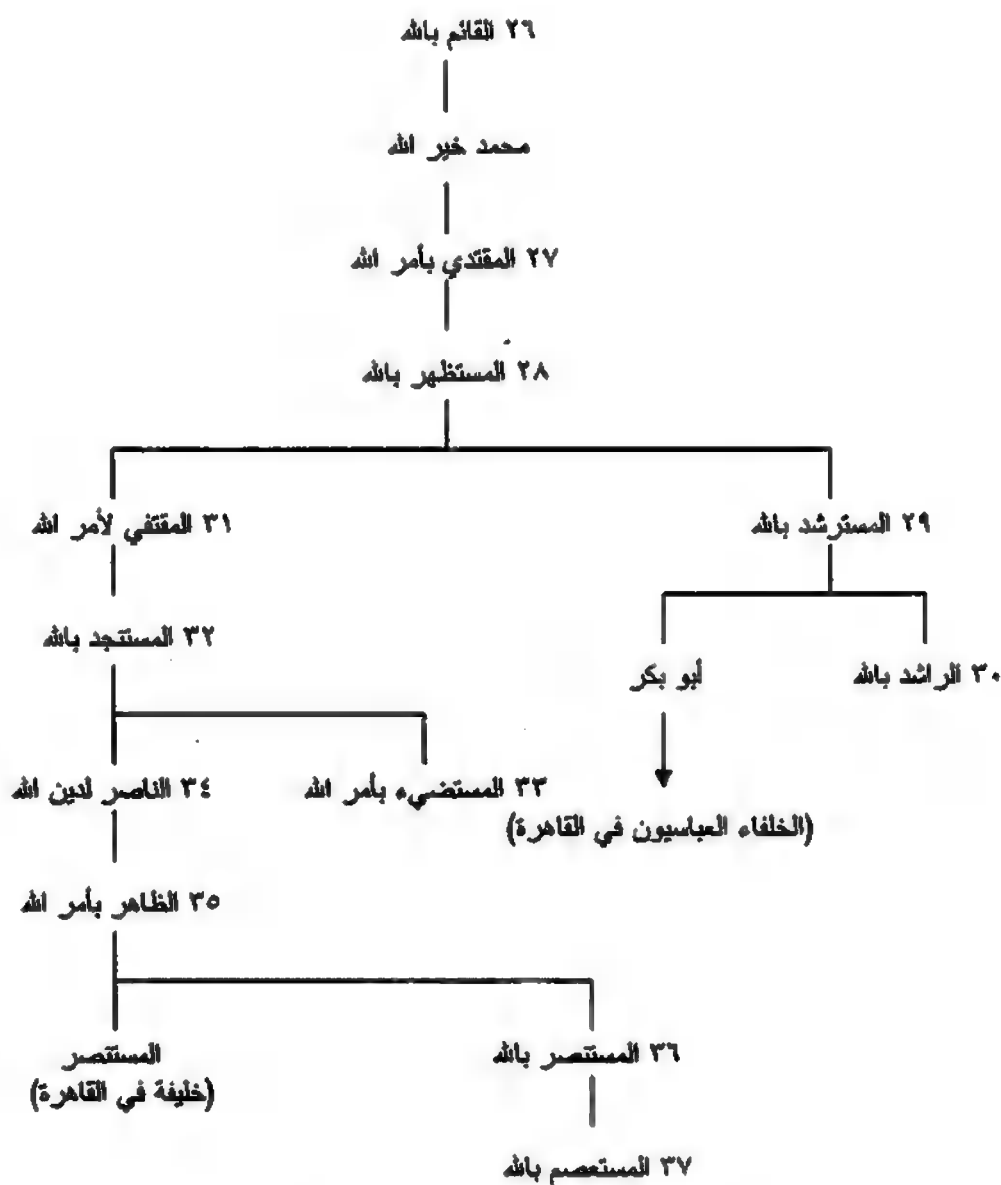 ٢٦ القائم بالله
محمد خير الله
٢٧ المقتدي بأمر الله
٢٨ المستظهر بالله
٢٩ المسترشد بالله
٣١ المقتفي لأمر الله
٣٢ المستنجد بالله
٣٠ الراشد بالله
أبو بكر
٣٣ المستضيء بأمر الله
٣٤ الناصر لدين الله
(الخلفاء العباسيون في القاهرة)
٣٥ الظاهر بأمر الله
٣٦ المستنصر بالله
المستنصر
(خليفة في القاهرة)
٣٧ المستعصم بالله